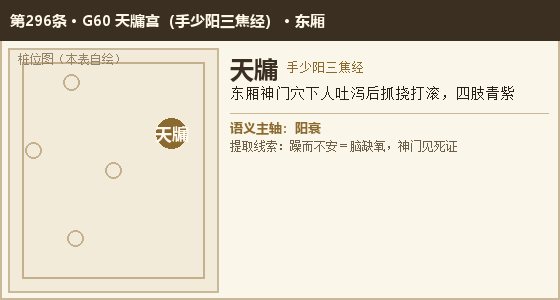 第296条·G60 天牖宫（手少阳三焦经）·东厢
桩位图（本表自绘）
天牖
天牖 手少阳三焦经
东厢神门穴下人吐泻后抓挠打滚，四肢青紫
语义主轴：阳衰
提取线索：躁而不安＝脑缺氧，神门见死证